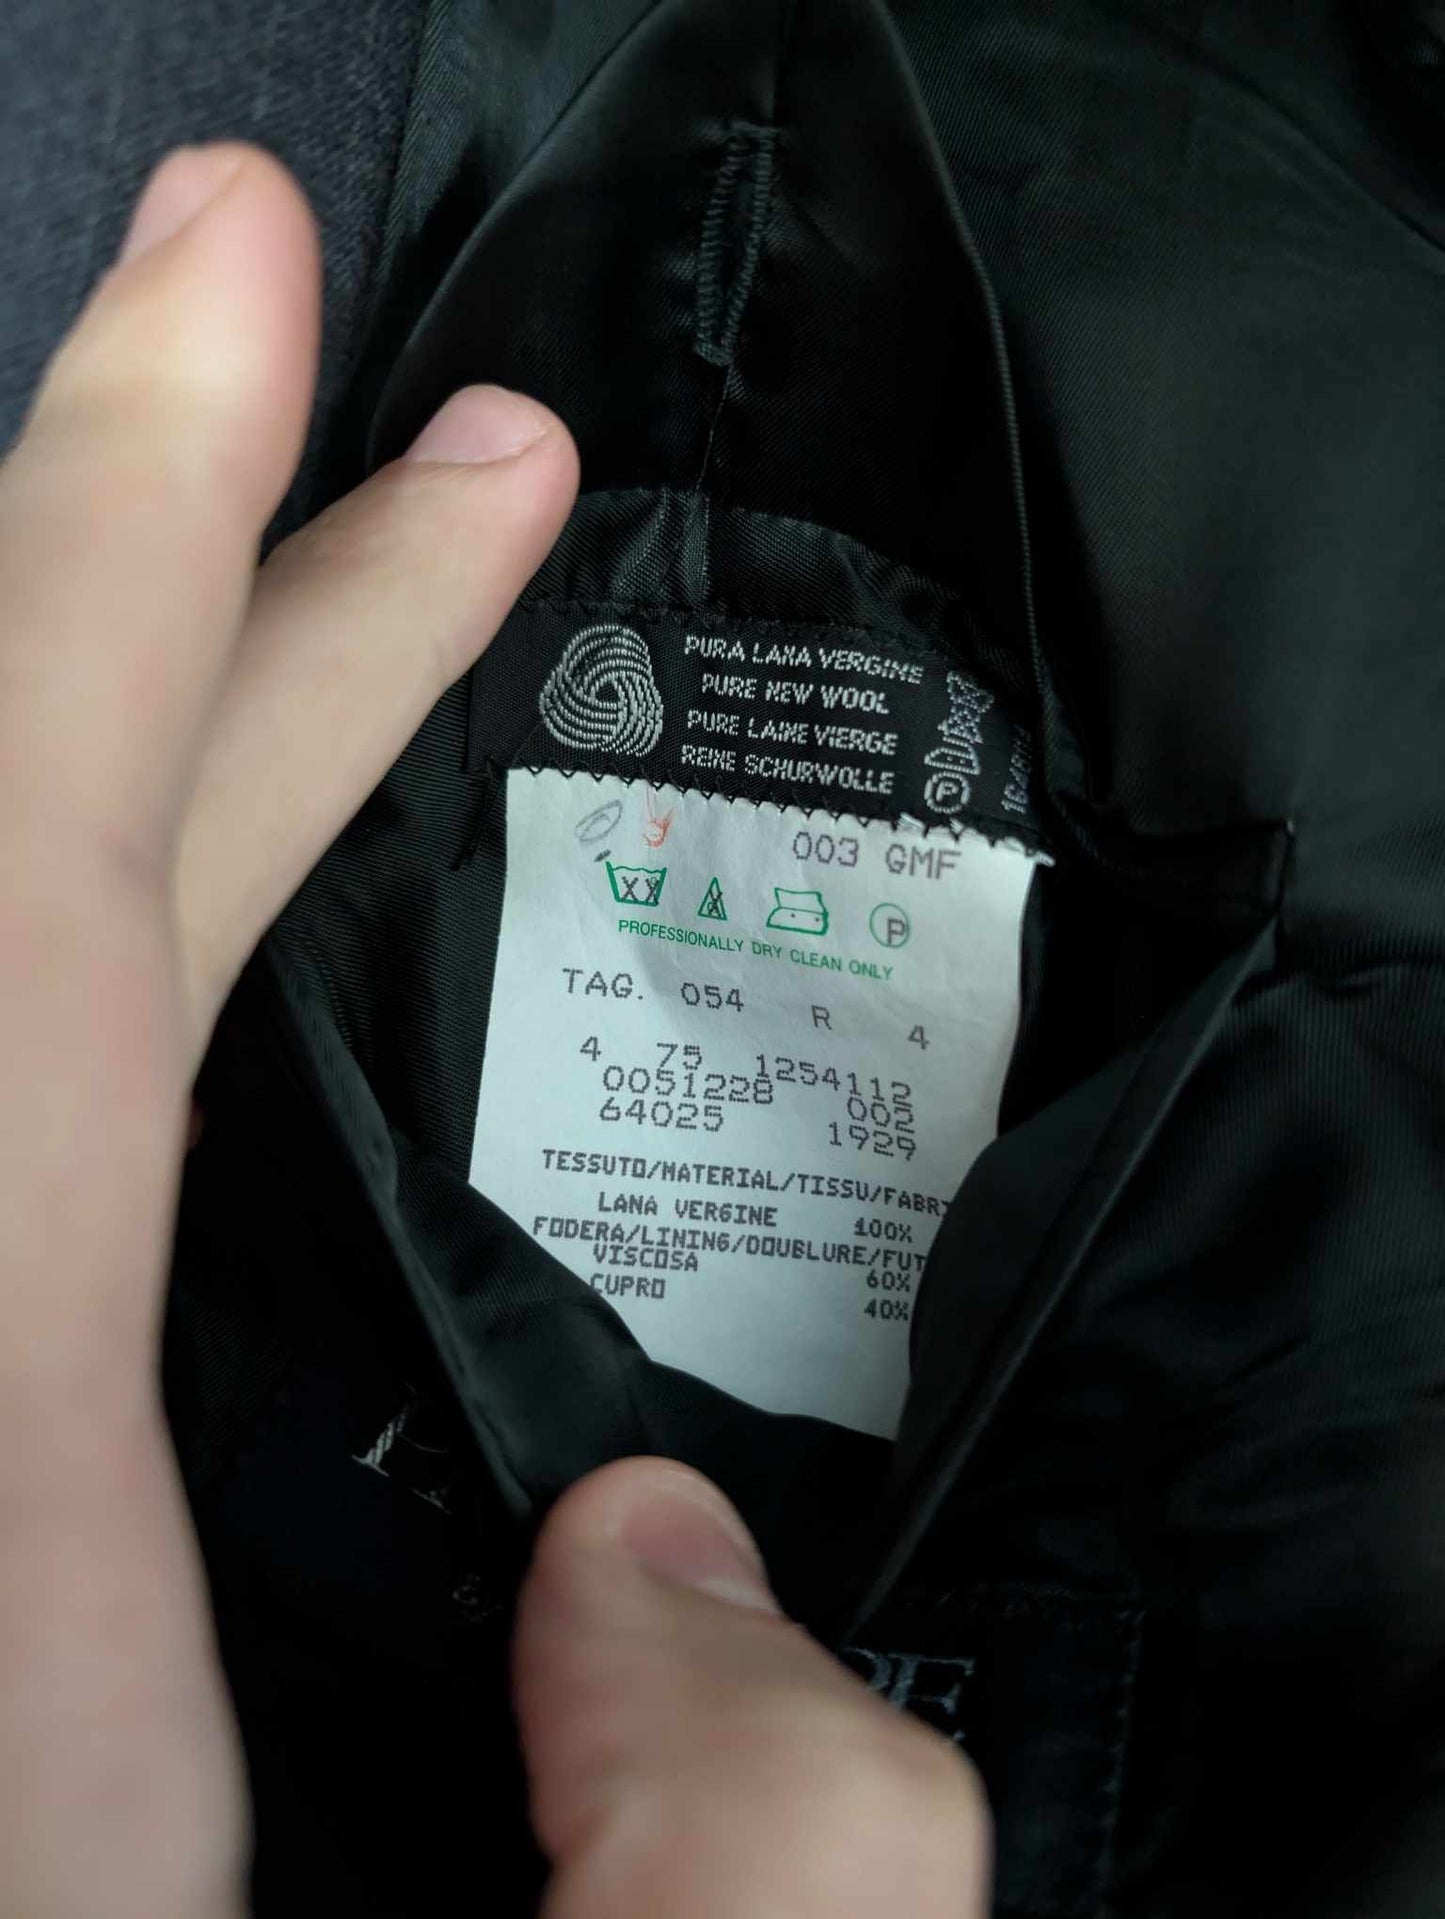 PURA LANA VERGINE
PURE NEW WOOL
PURE LAINE VIERGE
REINE SCHURWOLLE
P
003 GMF
P
PROFESSIONALLY DRY CLEAN ONLY
TAG. 054 R 4
4 75 1254112
0051228 002
64025 1929
TESSUTO/MATERIAL/TISSU/FABR
LANA VERGINE 100%
FODERA/LINING/DOUBLURE/FUT
VISCOSA 60%
CUPRO 40%